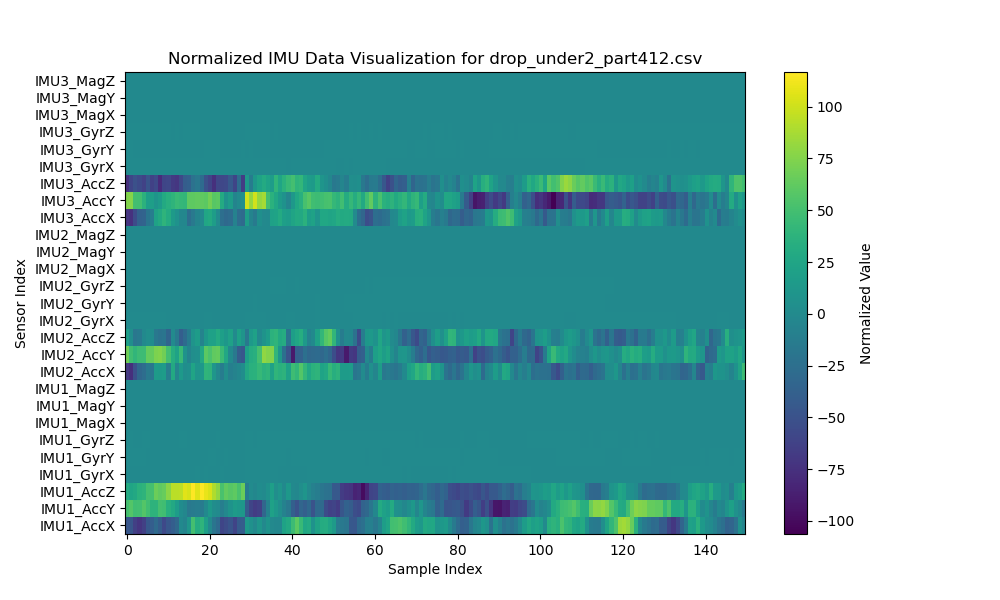 Normalized IMU Data Visualization for drop_under2_part412.csv
IMU3_MagZ
IMU3_MagY
IMU3_MagX
IMU3_GyrZ
IMU3_GyrY
IMU3_GyrX
IMU3_AccZ
IMU3_AccY
IMU3_AccX
IMU2_MagZ
IMU2_MagY
IMU2_MagX
IMU2_GyrZ
IMU2_GyrY
IMU2_GyrX
IMU2_AccZ
IMU2_AccY
IMU2_AccX
IMU1_MagZ
IMU1_MagY
IMU1_MagX
IMU1_GyrZ
IMU1_GyrY
IMU1_GyrX
IMU1_AccZ
IMU1_AccY
IMU1_AccX
Sensor Index
0 20 40 60 80 100 120 140
Sample Index
100
75
50
25
0
−25
−50
−75
−100
Normalized Value